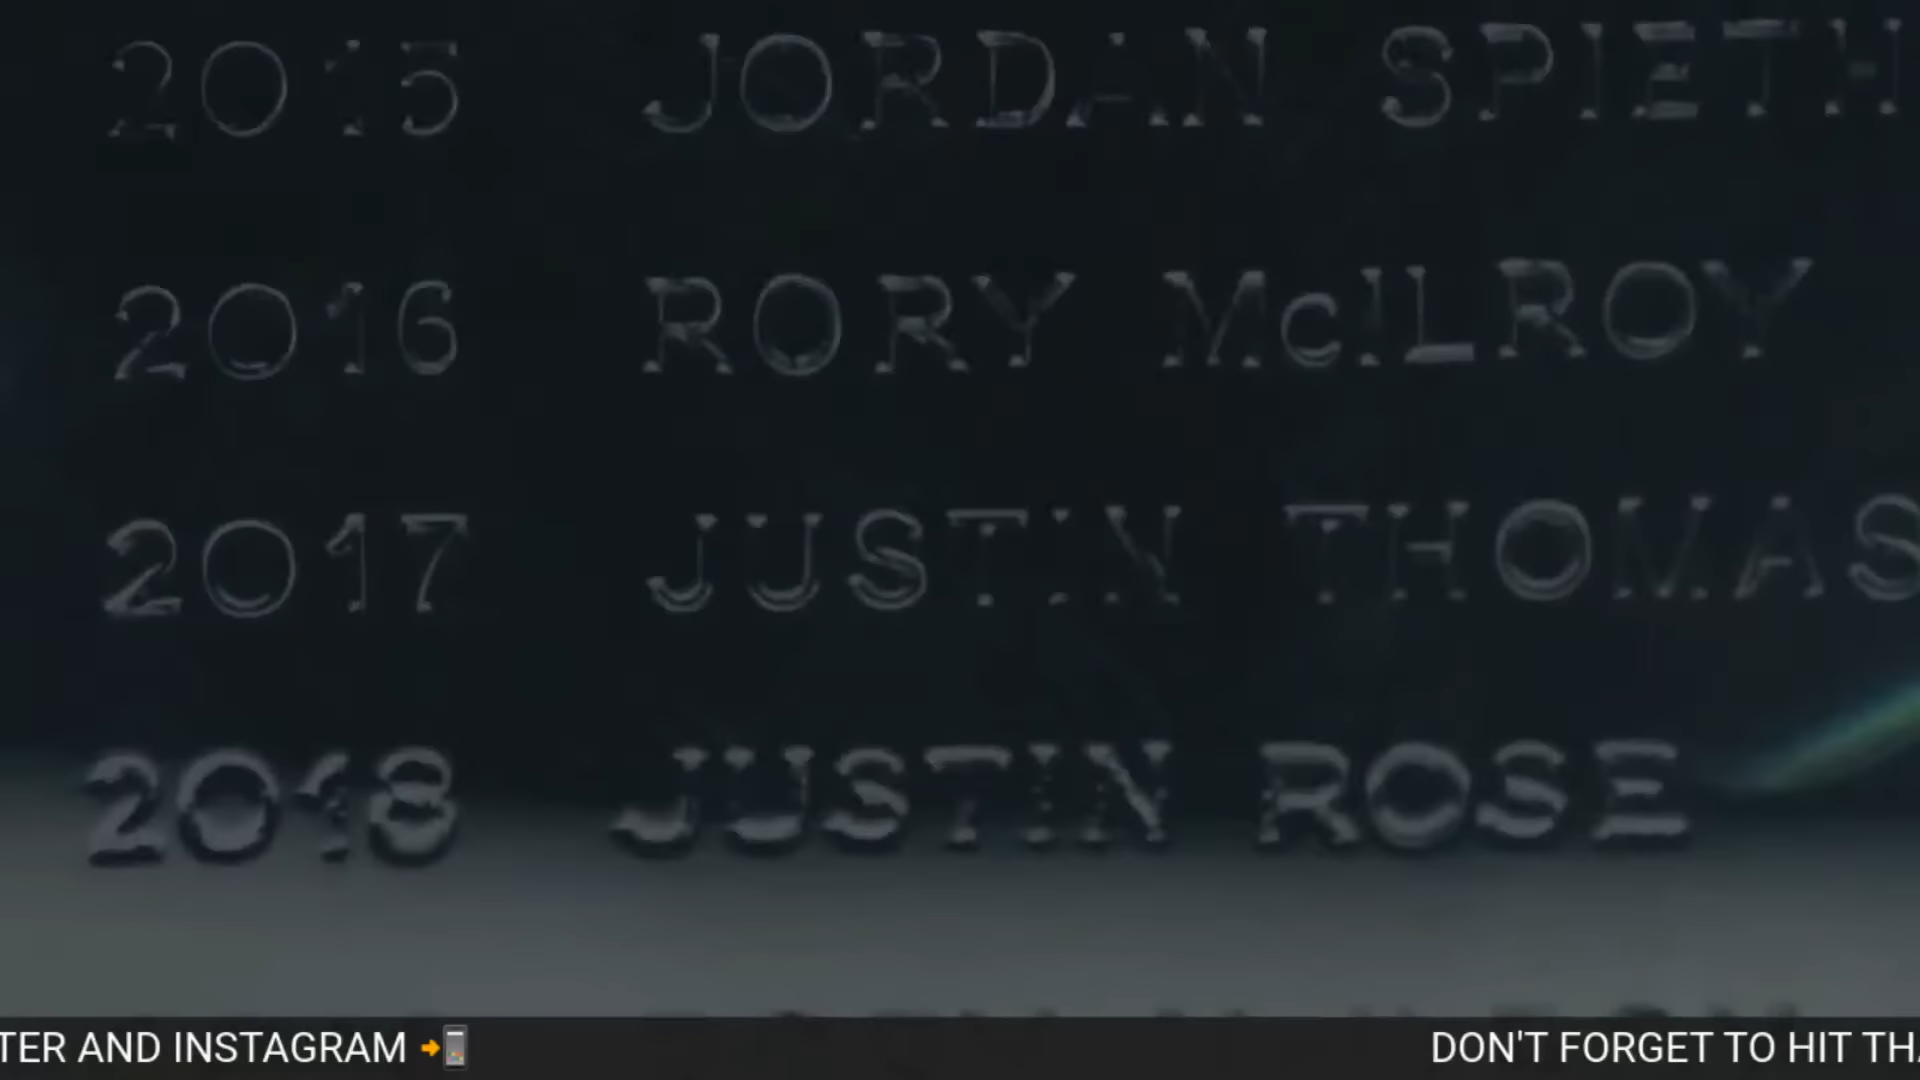 2015 JORDAN SPIETH
2016 RORY McILROY
2017 JUSTIN THOMAS
2018 JUSTIN ROSE
TER AND INSTAGRAM
DON'T FORGET TO HIT THA